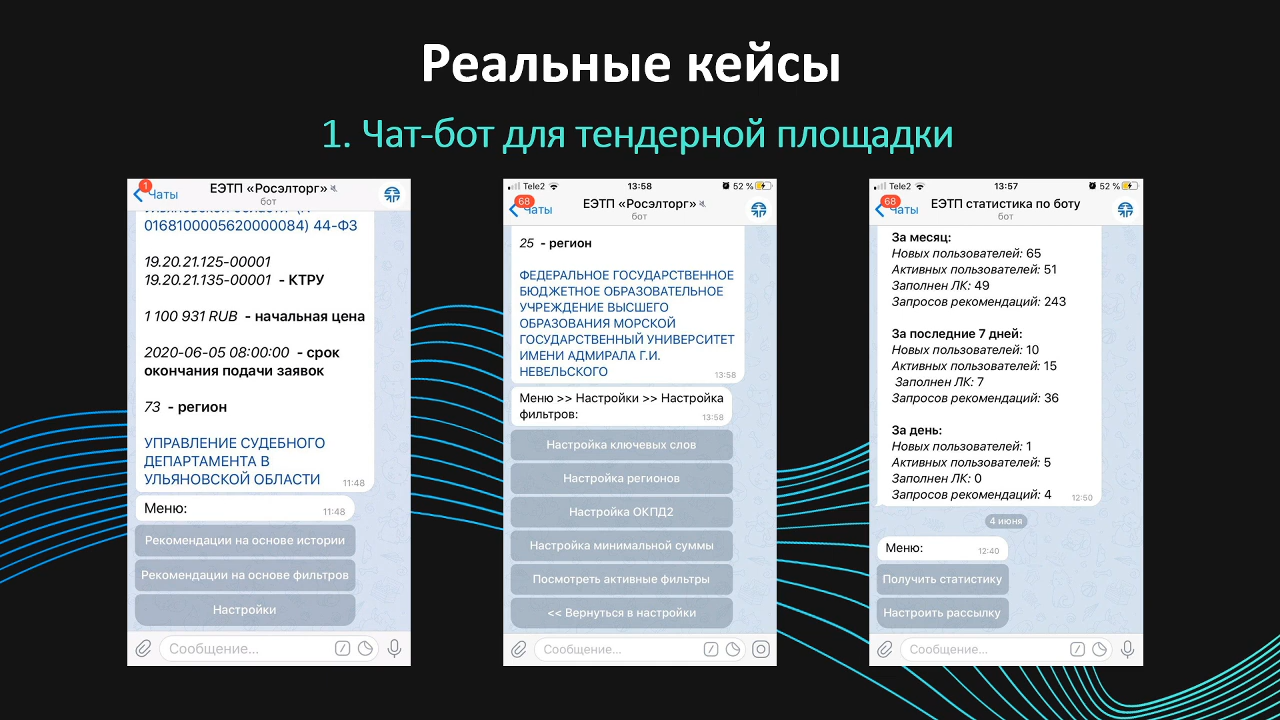 Реальные кейсы
1. Чат-бот для тендерной площадки
1
Чаты
ЕЭТП «Росэлторг»
бот
0168100005620000084) 44-ФЗ
19.20.21.125-00001
19.20.21.135-00001 - КТРУ
1 100 931 RUB - начальная цена
2020-06-05 08:00:00 - срок
окончания подачи заявок
73 - регион
УПРАВЛЕНИЕ СУДЕБНОГО
ДЕПАРТАМЕНТА В
УЛЬЯНОВСКОЙ ОБЛАСТИ
11:48
Меню:
11:48
Рекомендации на основе истории
Рекомендации на основе фильтров
Настройки
Сообщение...
Tele2
13:58
52 %
68
Чаты
ЕЭТП «Росэлторг»
бот
25 - регион
ФЕДЕРАЛЬНОЕ ГОСУДАРСТВЕННОЕ
БЮДЖЕТНОЕ ОБРАЗОВАТЕЛЬНОЕ
УЧРЕЖДЕНИЕ ВЫСШЕГО
ОБРАЗОВАНИЯ МОРСКОЙ
ГОСУДАРСТВЕННЫЙ УНИВЕРСИТЕТ
ИМЕНИ АДМИРАЛА Г.И.
НЕВЕЛЬСКОГО
13:58
Меню >> Настройки >> Настройка
фильтров:
13:58
Настройка ключевых слов
Настройка регионов
Настройка ОКПД2
Настройка минимальной суммы
Посмотреть активные фильтры
<< Вернуться в настройки
Сообщение...
Tele2
13:57
52 %
68
Чаты
ЕЭТП статистика по боту
бот
За месяц:
Новых пользователей: 65
Активных пользователей: 51
Заполнен ЛК: 49
Запросов рекомендаций: 243
За последние 7 дней:
Новых пользователей: 10
Активных пользователей: 15
Заполнен ЛК: 7
Запросов рекомендаций: 36
За день:
Новых пользователей: 1
Активных пользователей: 5
Заполнен ЛК: 0
Запросов рекомендаций: 4
12:50
4 июня
Меню:
12:40
Получить статистику
Настроить рассылку
Сообщение...